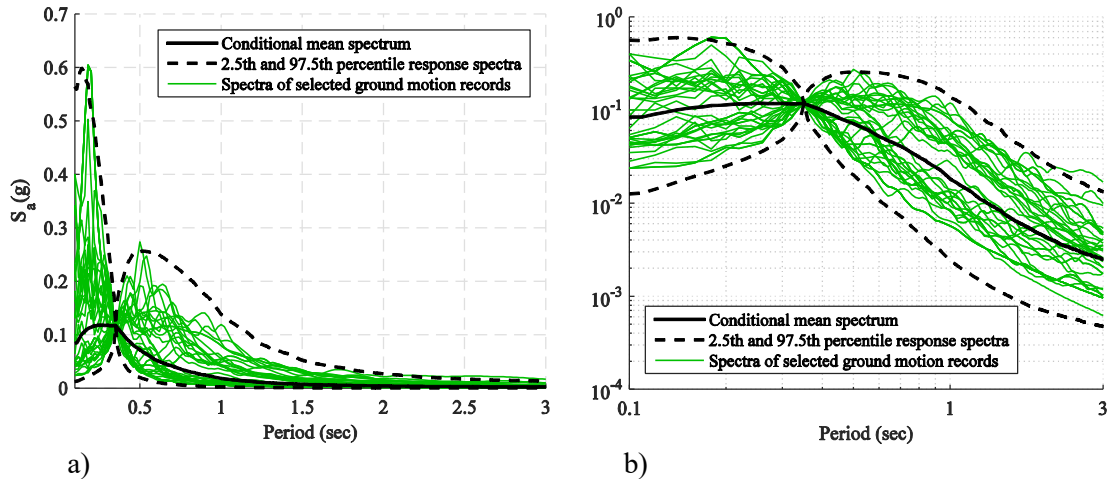 0.7
0.6
0.5
0.4
0.3
0.2
0.1
0
Sa(g)
0.5
1
1.5
2
2.5
3
Period (sec)
Conditional mean spectrum
2.5th and 97.5th percentile response spectra
Spectra of selected ground motion records
a)
10^0
10^-1
10^-2
10^-3
10^-4
0.1
1
3
Period (sec)
Conditional mean spectrum
2.5th and 97.5th percentile response spectra
Spectra of selected ground motion records
b)